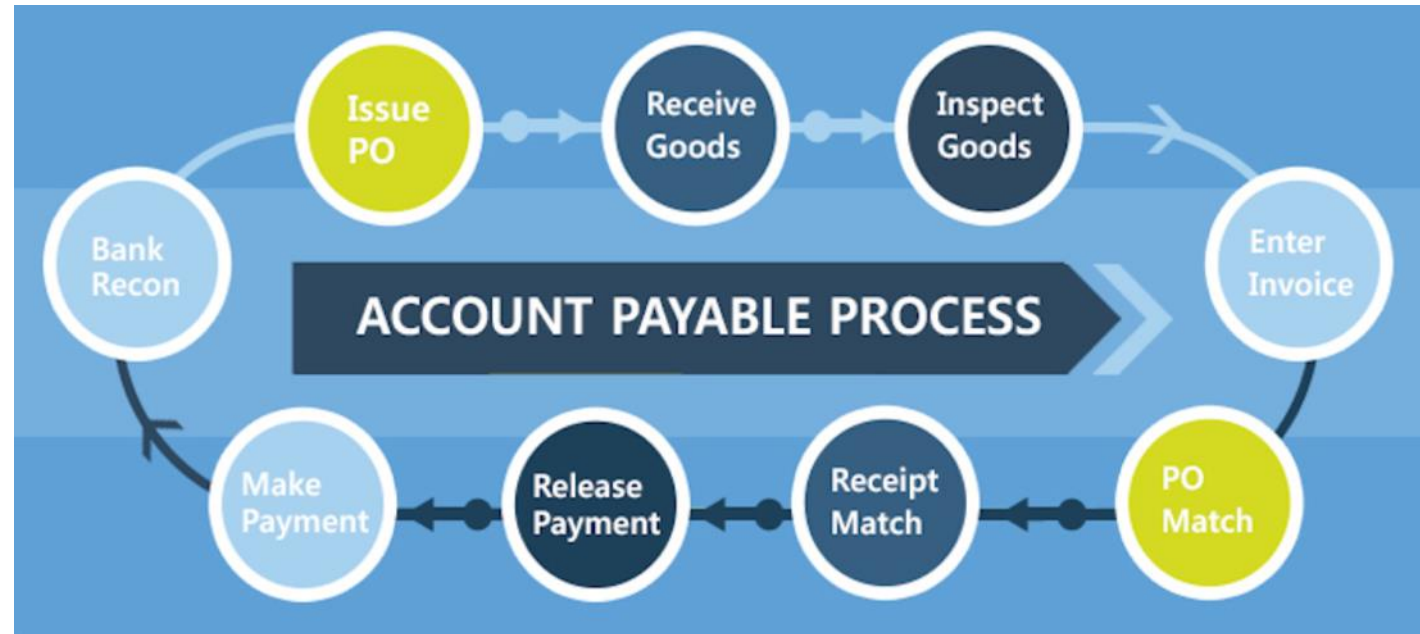 Issue
PO
Receive
Goods
Inspect
Goods
Enter
Invoice
Bank
Recon
ACCOUNT PAYABLE PROCESS
PO
Match
Receipt
Match
Release
Payment
Make
Payment